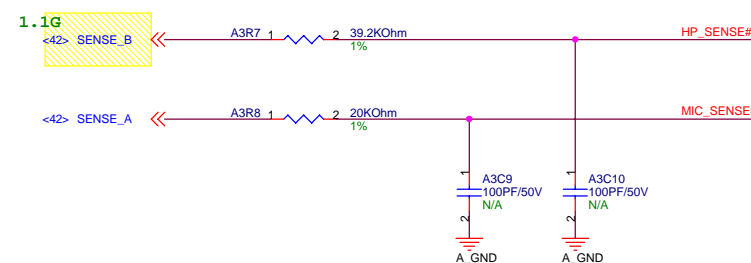 1.1G
<42> SENSE_B
A3R7 1 2 39.2KOhm
1%
HP_SENSE#
<42> SENSE_A
A3R8 1 2 20KOhm
1%
MIC_SENSE
1
A3C9
100PF/50V
N/A
2
A_GND
1
A3C10
100PF/50V
N/A
2
A_GND